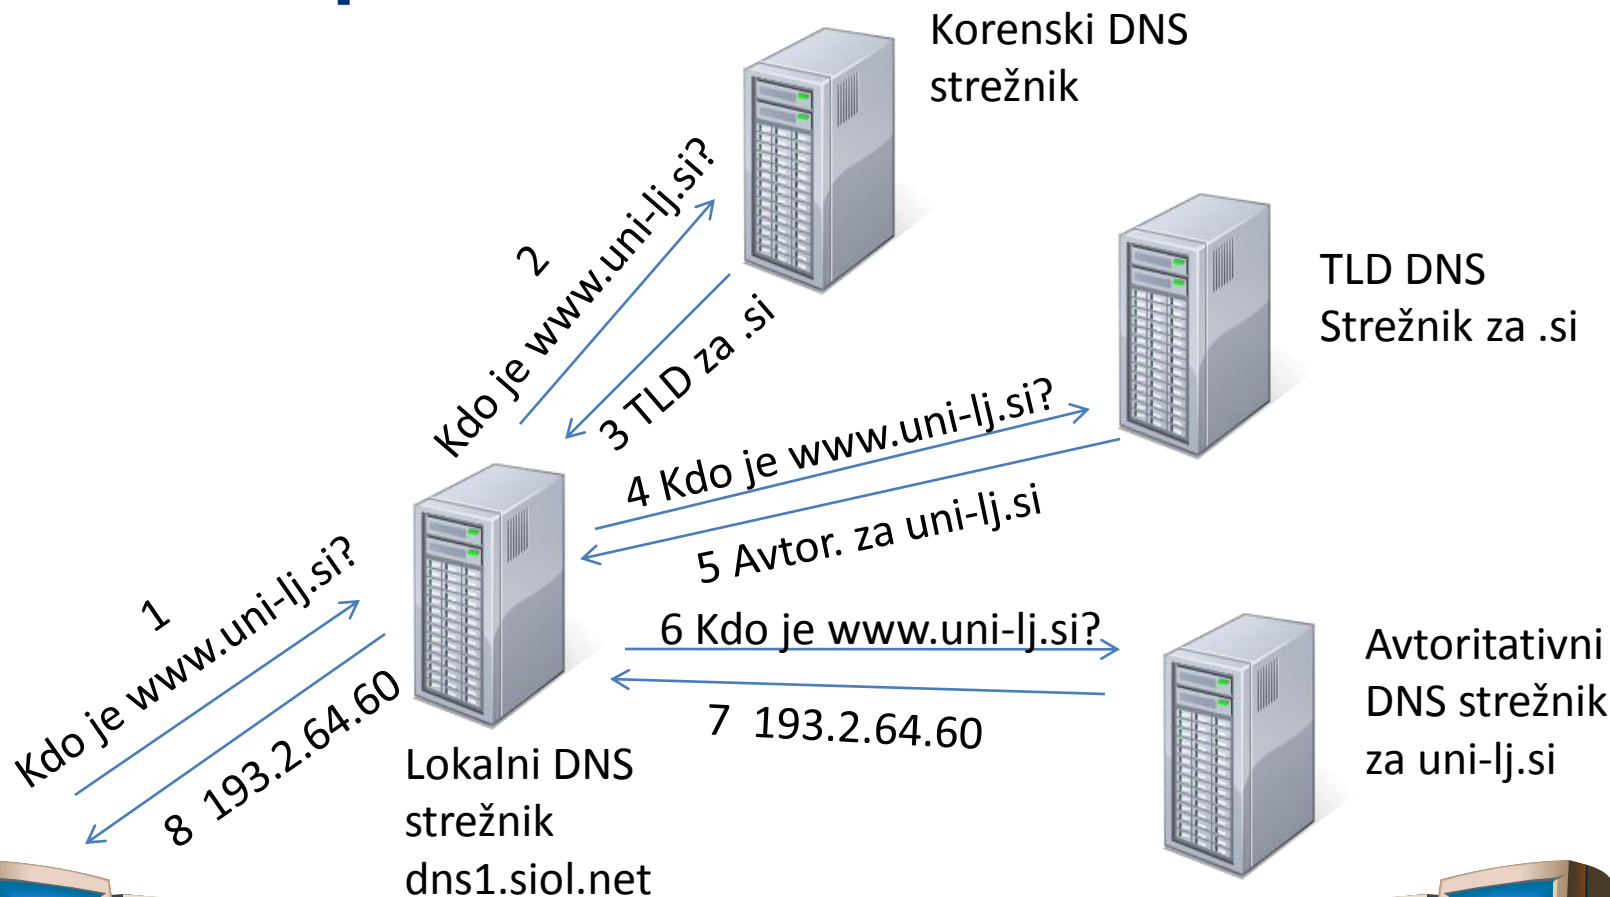 Korenski DNS
strežnik
2
Kdo je www.uni-lj.si?
3 TLD za .si
TLD DNS
Strežnik za .si
4 Kdo je www.uni-lj.si?
5 Avtor. za uni-lj.si
1
Kdo je www.uni-lj.si?
8 193.2.64.60
6 Kdo je www.uni-lj.si?
7 193.2.64.60
Lokalni DNS
strežnik
dns1.siol.net
Avtoritativni
DNS strežnik
za uni-lj.si